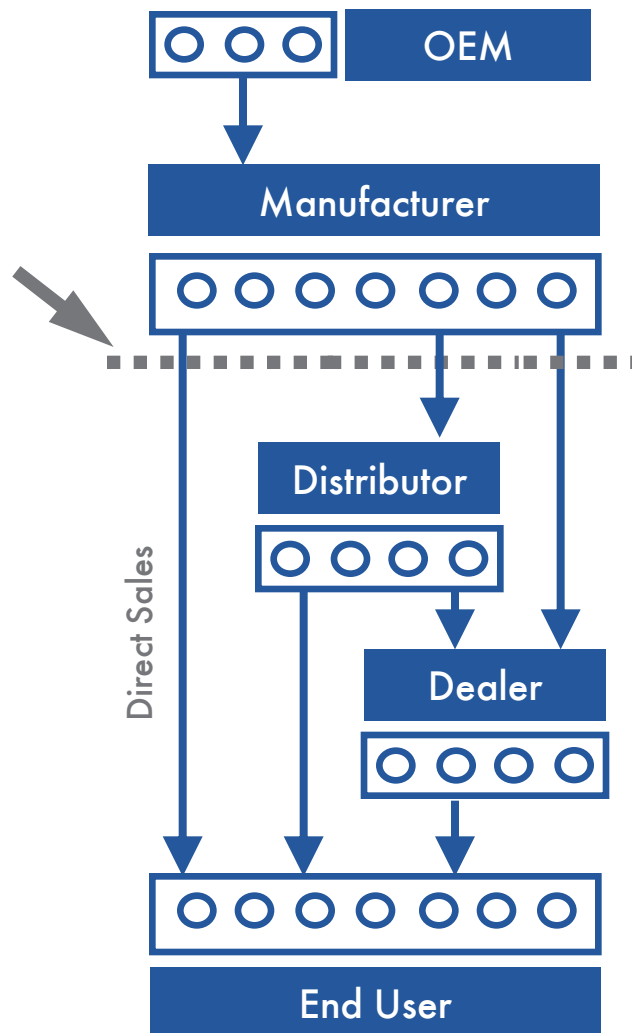 OEM
Manufacturer
Distributor
Direct Sales
Dealer
End User